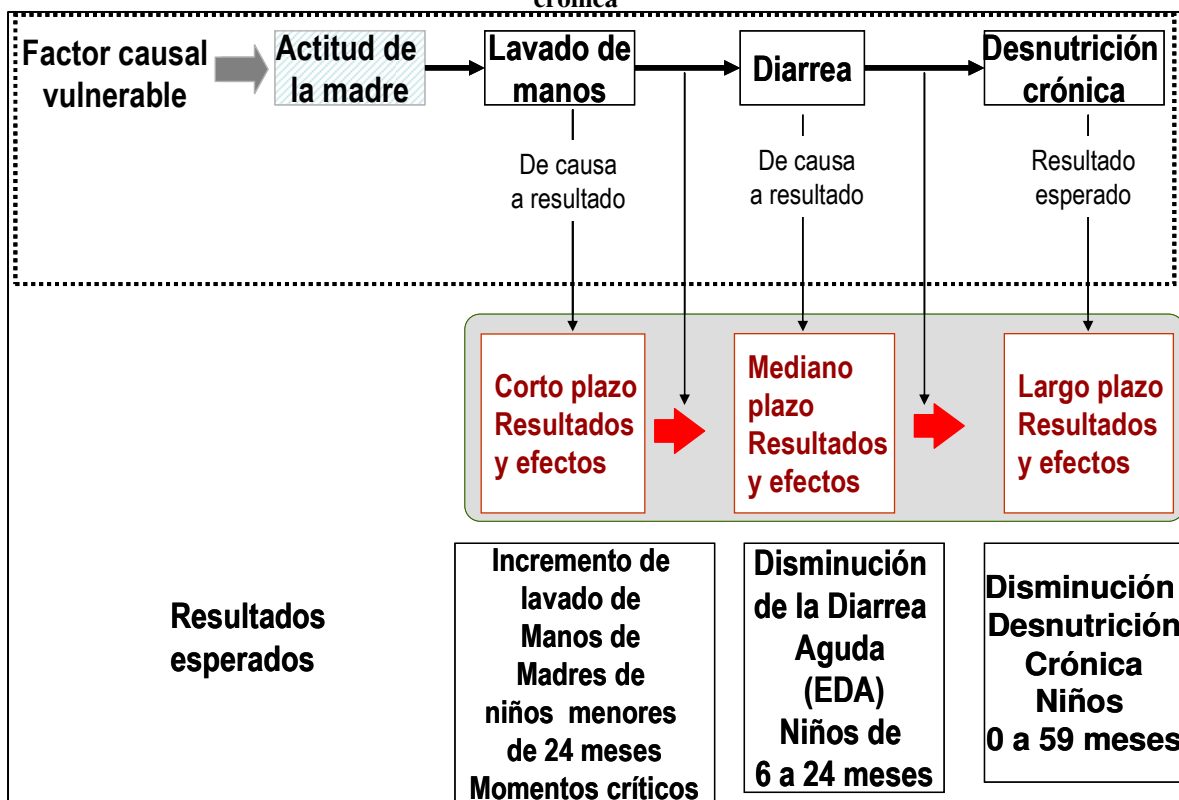 crónica
Factor causal
vulnerable
Actitud de
la madre
Lavado de
manos
Diarrea
Desnutrición
crónica
De causa
a resultado
De causa
a resultado
Resultado
esperado
Corto plazo
Resultados
y efectos
Mediano
plazo
Resultados
y efectos
Largo plazo
Resultados
y efectos
Resultados
esperados
Incremento de
lavado de
Manos de
Madres de
niños menores
de 24 meses
Momentos críticos
Disminución
de la Diarrea
Aguda
(EDA)
Niños de
6 a 24 meses
Disminución
Desnutrición
Crónica
Niños
0 a 59 meses